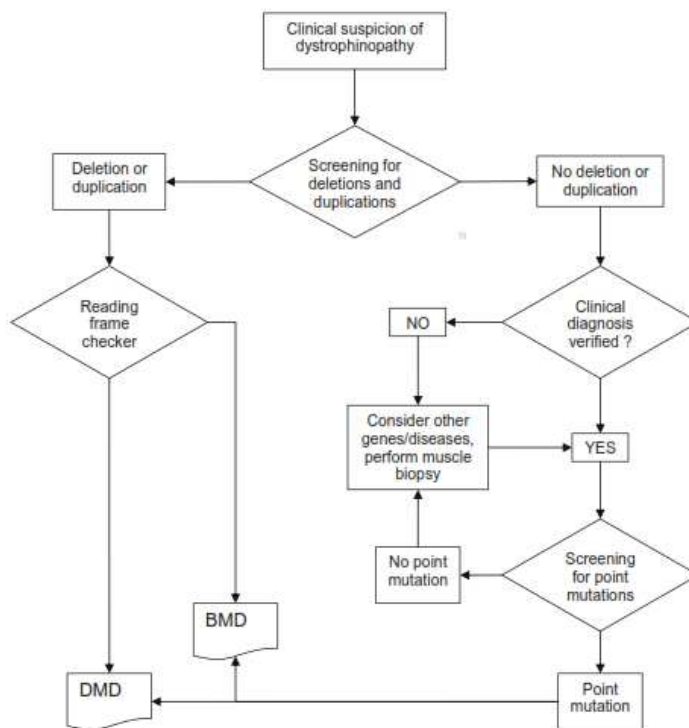 Clinical suspicion
of dystrophinopathy
Deletion or
duplication
Screening for
deletions and
duplications
No deletion or
duplication
Reading
frame
checker
NO
Clinical
diagnosis
verified ?
Consider other
genes/diseases,
perform muscle
biopsy
YES
No point
mutation
Screening
for point
mutations
BMD
DMD
Point
mutation